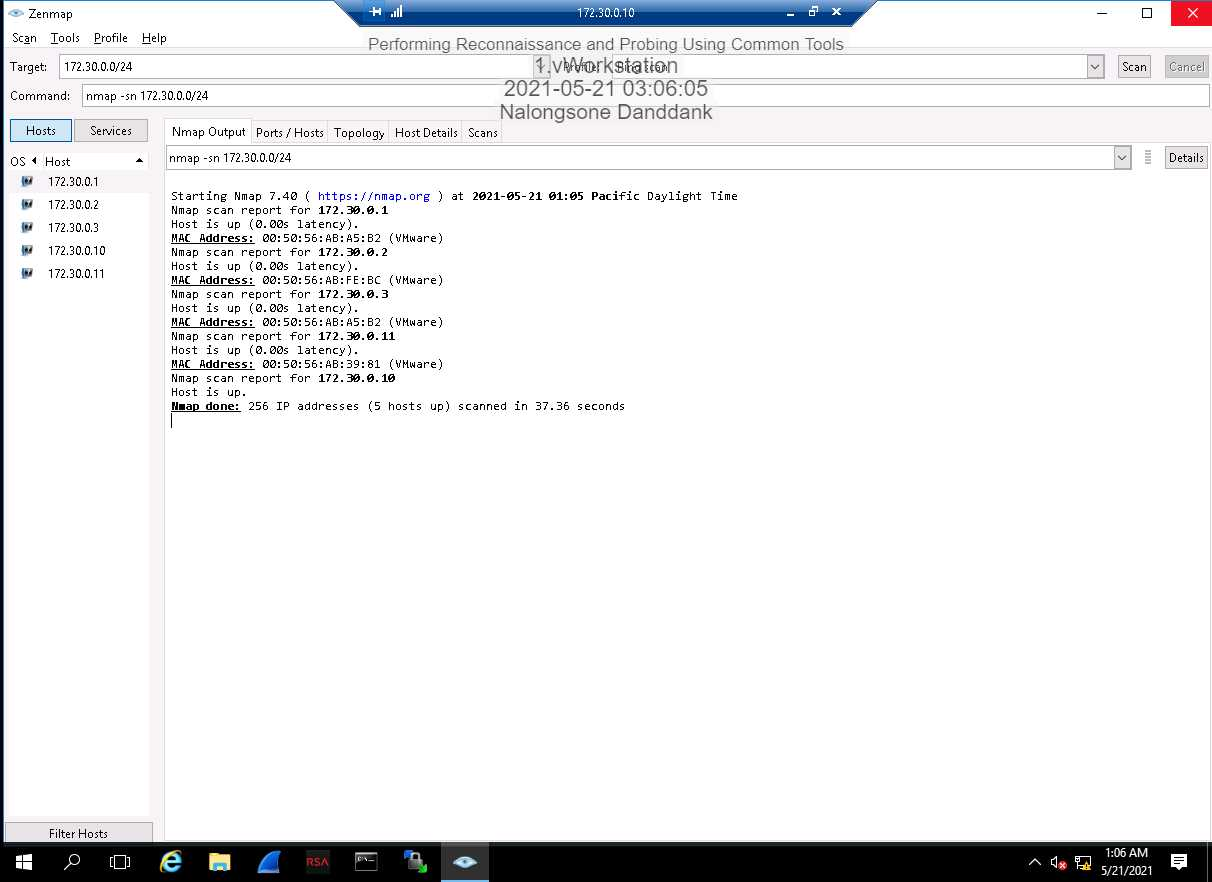 Zenmap
172.30.0.10
Scan Tools Profile Help
Performing Reconnaissance and Probing Using Common Tools
Target: 172.30.0.0/24 Profile: Ping scan Scan Cancel
1. vWorkstation
2021-05-21 03:06:05
Command: nmap -sn 172.30.0.0/24
Nalongsone Danddank
Hosts Services
Nmap Output Ports / Hosts Topology Host Details Scans
OS Host
nmap -sn 172.30.0.0/24 Details
172.30.0.1
172.30.0.2
172.30.0.3
172.30.0.10
172.30.0.11
Starting Nmap 7.40 ( https://nmap.org ) at 2021-05-21 01:05 Pacific Daylight Time
Nmap scan report for 172.30.0.1
Host is up (0.00s latency).
MAC Address: 00:50:56:AB:A5:B2 (VMware)
Nmap scan report for 172.30.0.2
Host is up (0.00s latency).
MAC Address: 00:50:56:AB:FE:BC (VMware)
Nmap scan report for 172.30.0.3
Host is up (0.00s latency).
MAC Address: 00:50:56:AB:A5:B2 (VMware)
Nmap scan report for 172.30.0.11
Host is up (0.00s latency).
MAC Address: 00:50:56:AB:39:81 (VMware)
Nmap scan report for 172.30.0.10
Host is up.
Nmap done: 256 IP addresses (5 hosts up) scanned in 37.36 seconds
Filter Hosts
RSA
1:06 AM
5/21/2021